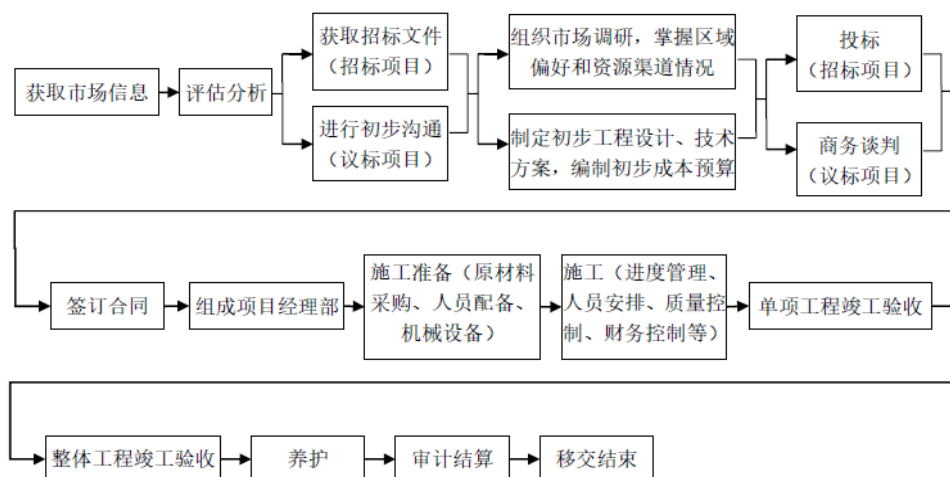 获取市场信息
评估分析
获取招标文件
（招标项目）
进行初步沟通
（议标项目）
组织市场调研，掌握区域
偏好和资源渠道情况
制定初步工程设计、技术
方案，编制初步成本预算
投标
（招标项目）
商务谈判
（议标项目）
签订合同
组成项目经理部
施工准备（原材料
采购、人员配备、
机械设备）
施工（进度管理、
人员安排、质量控
制、财务控制等）
单项工程竣工验收
整体工程竣工验收
养护
审计结算
移交结束